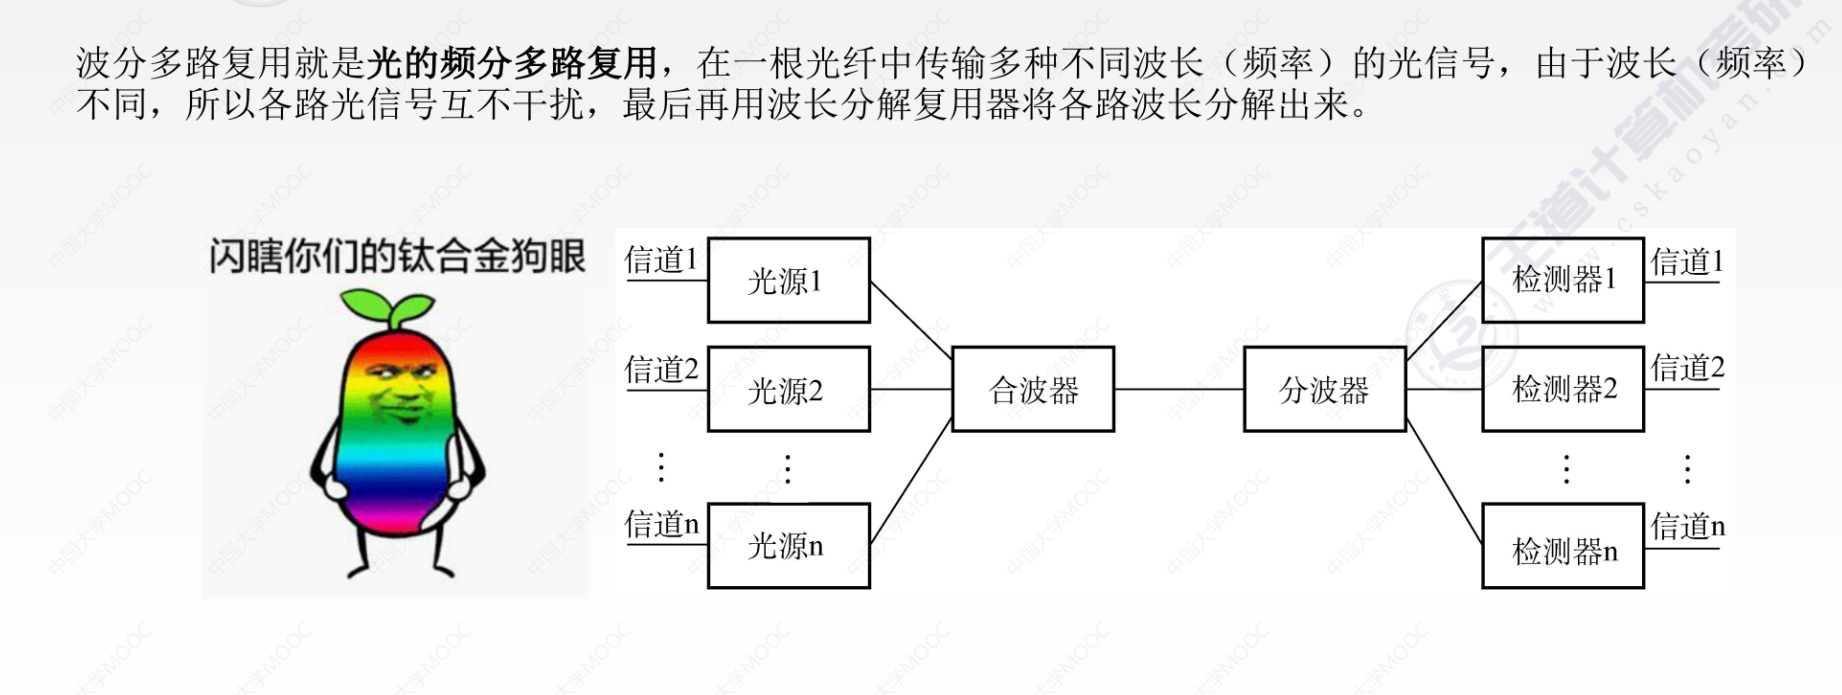 波分多路复用就是光的频分多路复用，在一根光纤中传输多种不同波长（频率）的光信号，由于波长（频率）
不同，所以各路光信号互不干扰，最后再用波长分解复用器将各路波长分解出来。
闪瞎你们的钛合金狗眼
信道1
光源1
信道2
光源2
⋮
⋮
信道n
光源n
合波器
分波器
检测器1
信道1
检测器2
信道2
⋮
⋮
检测器n
信道n
王道计算机考研
www.cskaoyan.com
中国大学MOOC